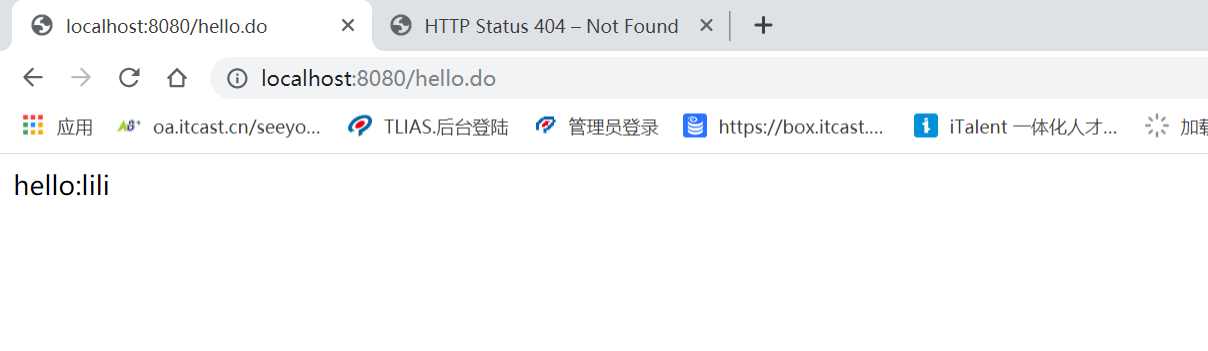 localhost:8080/hello.do HTTP Status 404 – Not Found
localhost:8080/hello.do
应用 oa.itcast.cn/seeyo... TLIAS.后台登陆 管理员登录 https://box.itcast.... iTalent 一体化人才... 加载
hello:lili